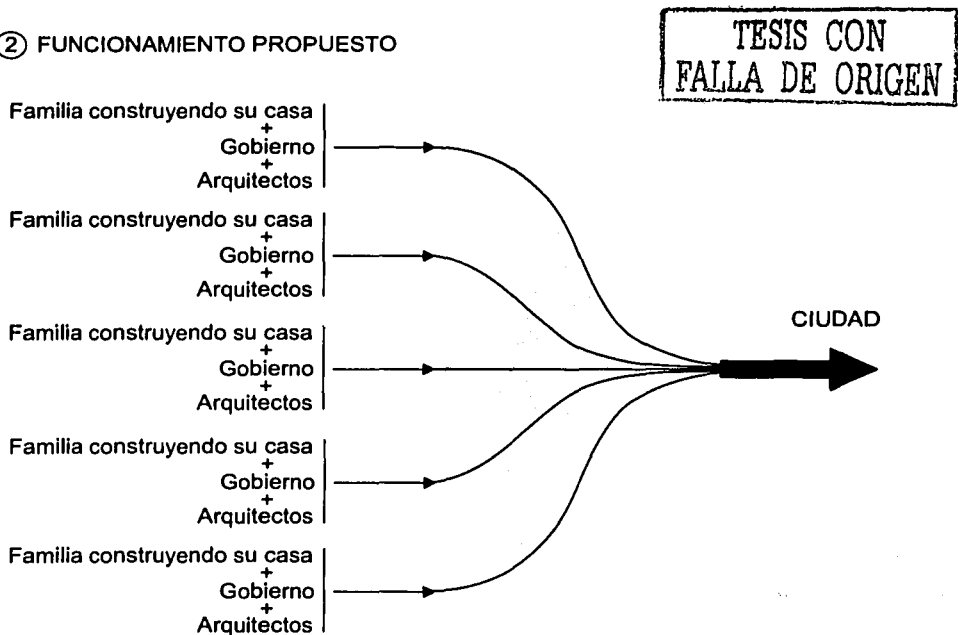 ② FUNCIONAMIENTO PROPUESTO
TESIS CON
FALLA DE ORIGEN
Familia construyendo su casa
+
Gobierno
+
Arquitectos
Familia construyendo su casa
+
Gobierno
+
Arquitectos
Familia construyendo su casa
+
Gobierno
+
Arquitectos
Familia construyendo su casa
+
Gobierno
+
Arquitectos
Familia construyendo su casa
+
Gobierno
+
Arquitectos
CIUDAD